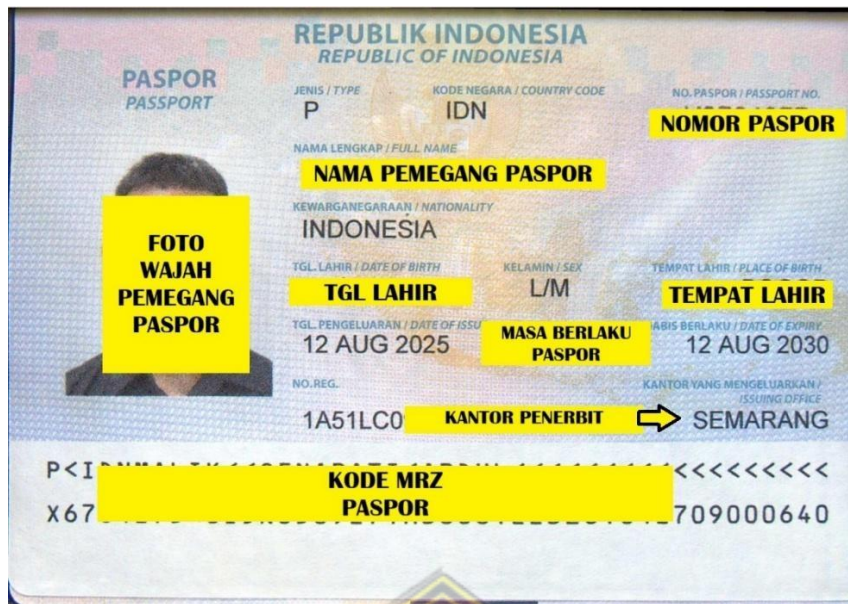 REPUBLIK INDONESIA
REPUBLIC OF INDONESIA
PASPOR
PASSPORT
JENIS / TYPE
KODE NEGARA / COUNTRY CODE
NO. PASPOR / PASSPORT NO.
P
IDN
NOMOR PASPOR
NAMA LENGKAP / FULL NAME
NAMA PEMEGANG PASPOR
KEWARGANEGARAAN / NATIONALITY
INDONESIA
FOTO
WAJAH
PEMEGANG
PASPOR
TGL. LAHIR / DATE OF BIRTH
KELAMIN / SEX
TEMPAT LAHIR / PLACE OF BIRTH
TGL LAHIR
L/M
TEMPAT LAHIR
TGL. PENGELUARAN / DATE OF ISSU
MASA BERLAKU
PASPOR
ABIS BERLAKU / DATE OF EXPIRY
12 AUG 2025
12 AUG 2030
NO. REG.
KANTOR YANG MENGELUARKAN /
ISSUING OFFICE
1A51LC0
KANTOR PENERBIT
SEMARANG
P<I
<<<<<<<<<
KODE MRZ
PASPOR
X67
709000640